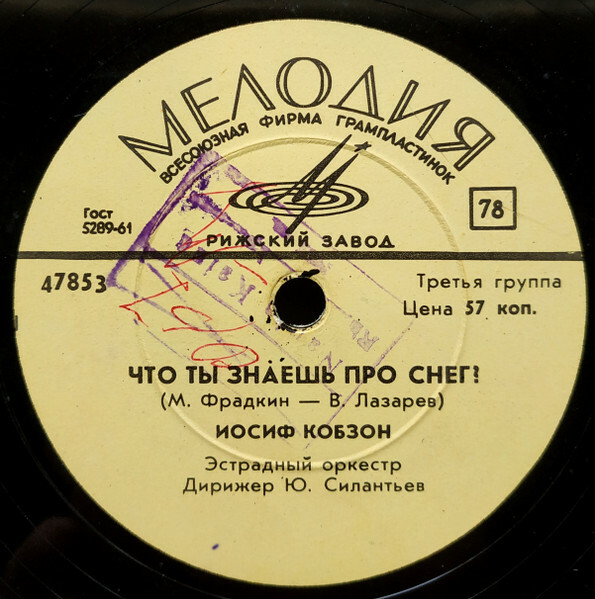 МЕЛОДИЯ
ВСЕСОЮЗНАЯ ФИРМА ГРАМПЛАСТИНОК
Гост
5289-61
78
РИЖСКИЙ ЗАВОД
47853
Третья группа
Цена 57 коп.
ЧТО ТЫ ЗНАЕШЬ ПРО СНЕГ?
(М. Фрадкин — В. Лазарев)
ИОСИФ КОБЗОН
Эстрадный оркестр
Дирижер Ю. Силантьев